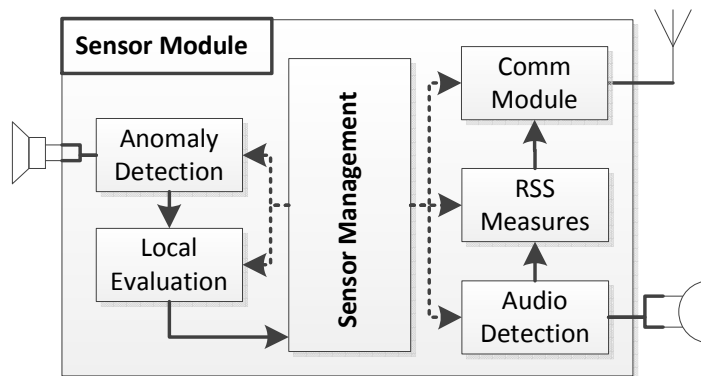 Sensor Module
Anomaly
Detection
Local
Evaluation
Sensor Management
Comm
Module
RSS
Measures
Audio
Detection